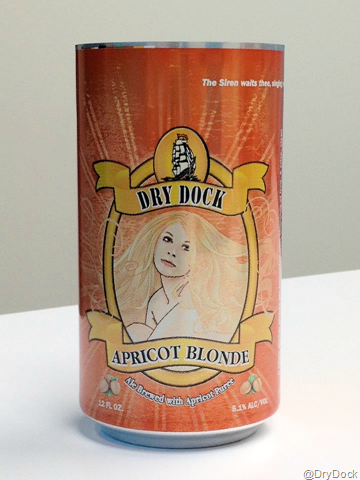 The Siren waits thee, singing
DRY DOCK
APRICOT BLONDE
Ale Brewed with Apricot Puree
12 FL. OZ.
5.1% ALC/VOL
@DryDock